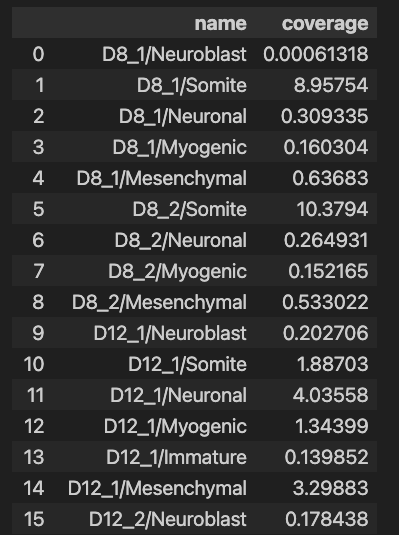 name coverage
0 D8_1/Neuroblast 0.00061318
1 D8_1/Somite 8.95754
2 D8_1/Neuronal 0.309335
3 D8_1/Myogenic 0.160304
4 D8_1/Mesenchymal 0.63683
5 D8_2/Somite 10.3794
6 D8_2/Neuronal 0.264931
7 D8_2/Myogenic 0.152165
8 D8_2/Mesenchymal 0.533022
9 D12_1/Neuroblast 0.202706
10 D12_1/Somite 1.88703
11 D12_1/Neuronal 4.03558
12 D12_1/Myogenic 1.34399
13 D12_1/Immature 0.139852
14 D12_1/Mesenchymal 3.29883
15 D12_2/Neuroblast 0.178438